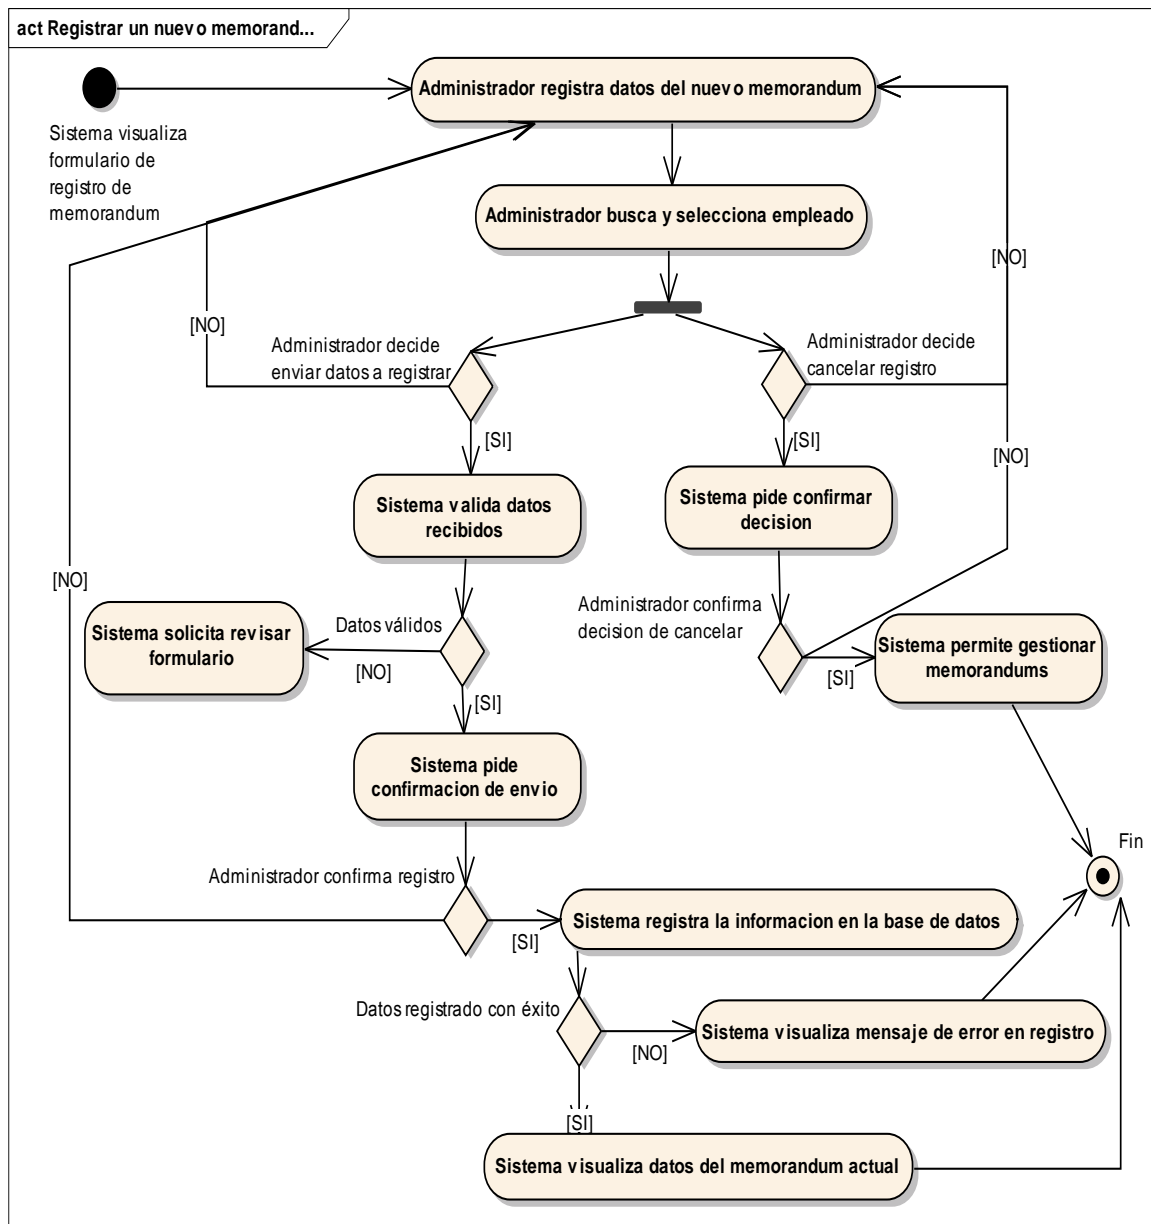 act Registrar un nuevo memorand...
Administrador registra datos del nuevo memorandum
Sistema visualiza
formulario de
registro de
memorandum
Administrador busca y selecciona empleado
[NO]
[NO]
Administrador decide
enviar datos a registrar
Administrador decide
cancelar registro
[SI]
[SI]
[NO]
Sistema valida datos
recibidos
Sistema pide confirmar
decision
[NO]
Administrador confirma
decision de cancelar
Sistema solicita revisar
formulario
Datos válidos
[NO]
Sistema permite gestionar
memorandums
[SI]
[SI]
Sistema pide
confirmacion de envio
Fin
Administrador confirma registro
Sistema registra la informacion en la base de datos
[SI]
Datos registrado con éxito
Sistema visualiza mensaje de error en registro
[NO]
[SI]
Sistema visualiza datos del memorandum actual